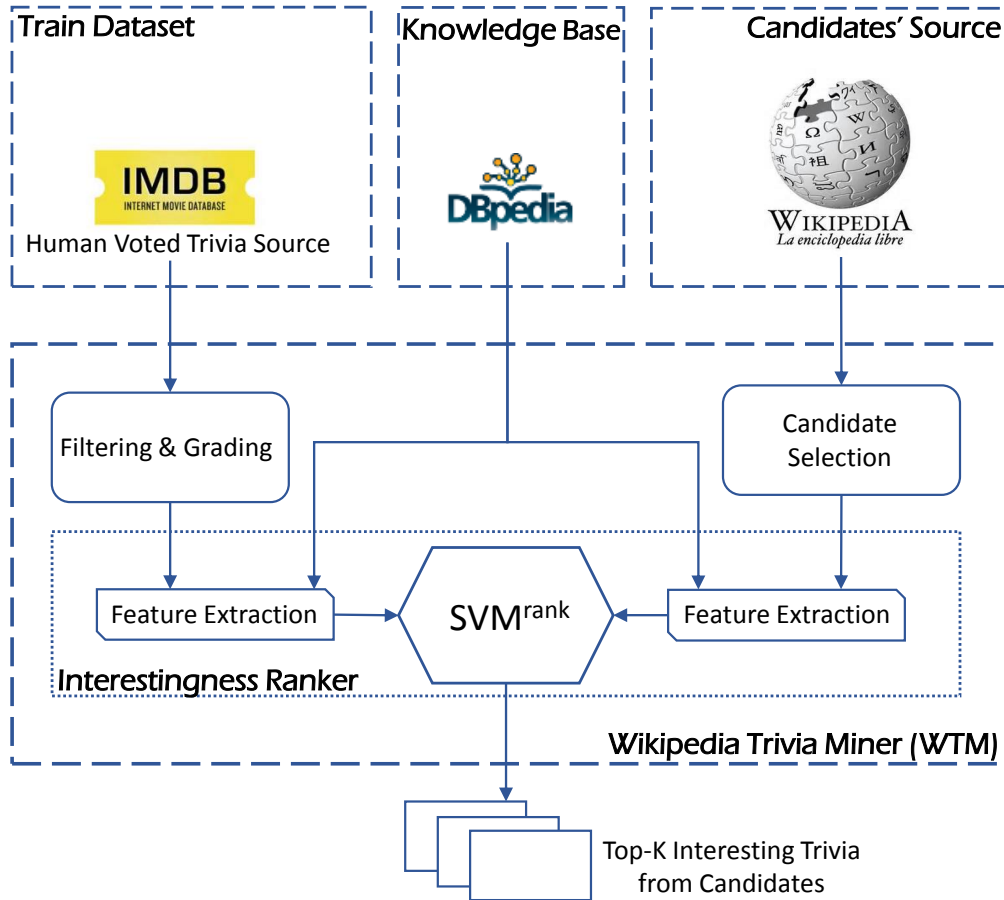 Train Dataset
Knowledge Base
Candidates' Source
IMDB
INTERNET MOVIE DATABASE
Human Voted Trivia Source
DBpedia
WIKIPEDIA
La enciclopedia libre
Filtering & Grading
Candidate
Selection
Feature Extraction
SVMrank
Feature Extraction
Interestingness Ranker
Wikipedia Trivia Miner (WTM)
Top-K Interesting Trivia
from Candidates